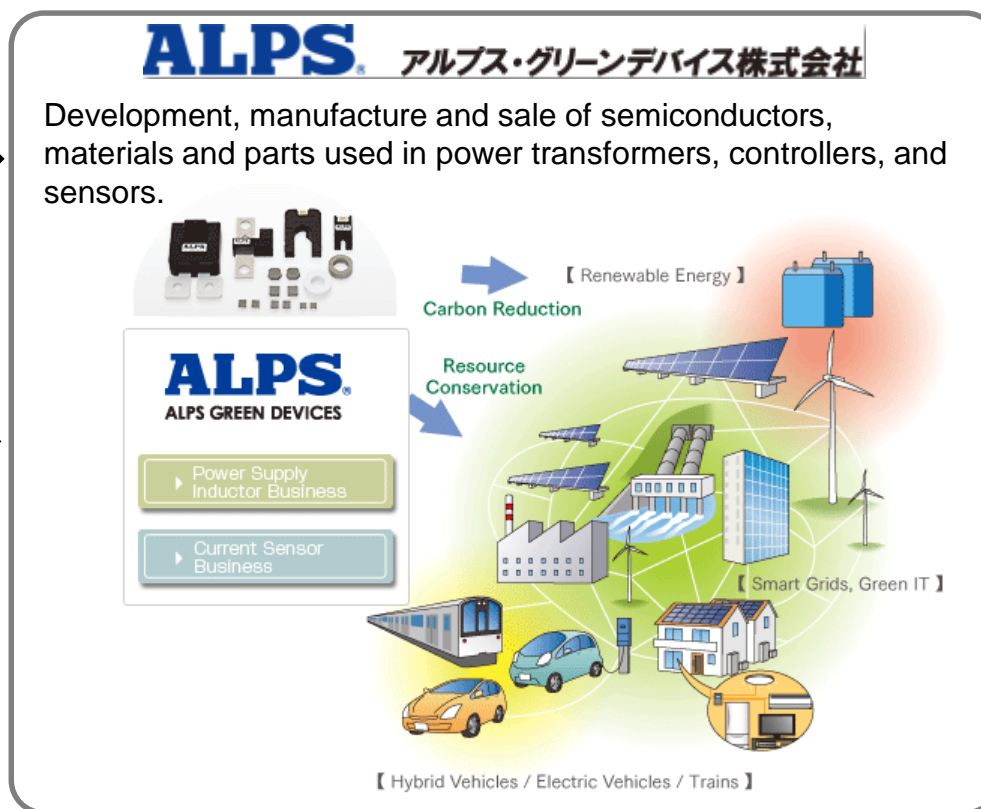 ALPS® アルプス・グリーンデバイス株式会社
Development, manufacture and sale of semiconductors,
materials and parts used in power transformers, controllers, and
sensors.
ALPS
【 Renewable Energy 】
Carbon Reduction
Resource
Conservation
ALPS®
ALPS GREEN DEVICES
Power Supply
Inductor Business
Current Sensor
Business
【 Smart Grids, Green IT 】
【 Hybrid Vehicles / Electric Vehicles / Trains 】